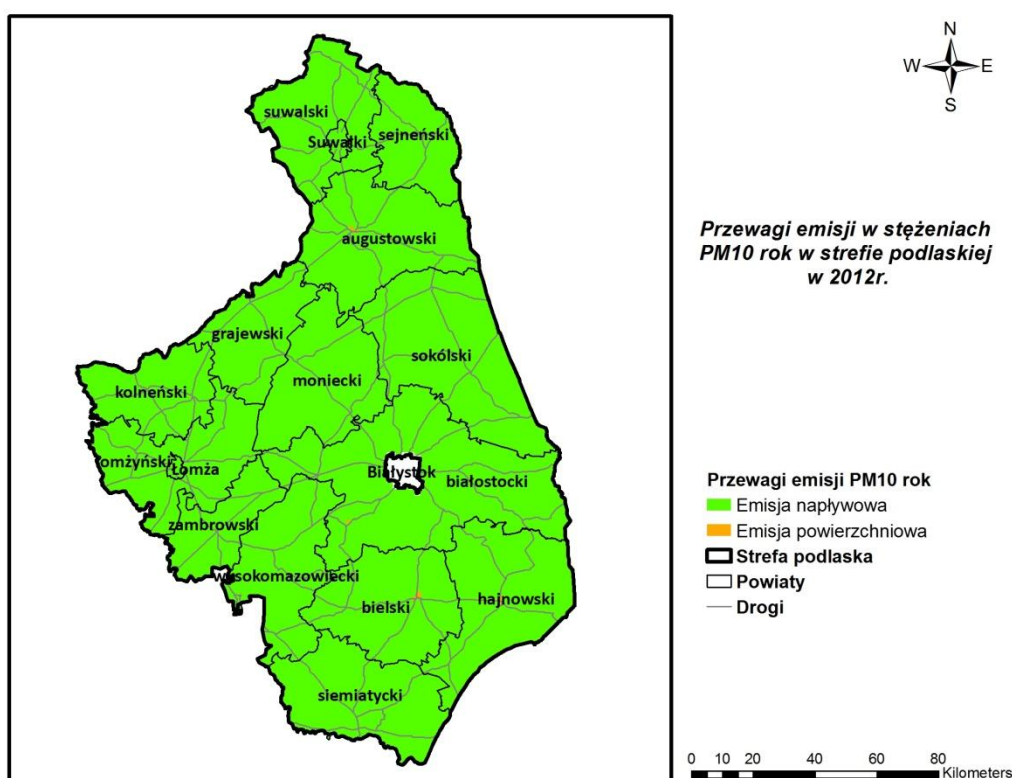 N
W E
S
suwalski
Suwałki
sejneński
augustowski
Przewagi emisji w stężeniach
PM10 rok w strefie podlaskiej
w 2012r.
grajewski
sokólski
moniecki
kolneński
omżyński
Łomża
Białystok
białostocki
zambrowski
wysokomazowiecki
bielski
hajnowski
siemiatycki
Przewagi emisji PM10 rok
Emisja napływowa
Emisja powierzchniowa
Strefa podlaska
Powiaty
Drogi
0 10 20 40 60 80
Kilometers